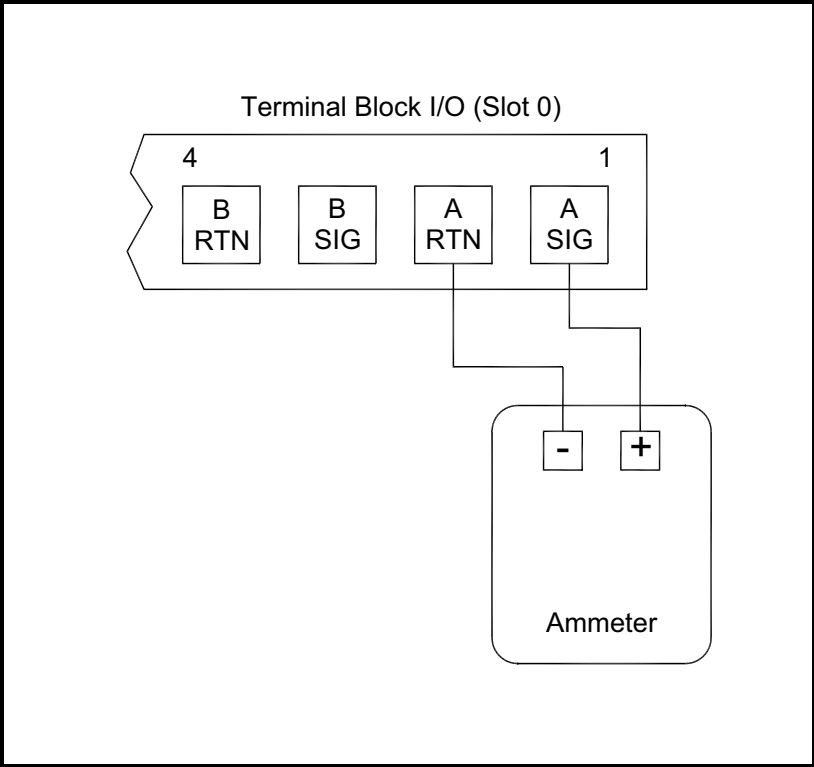 Terminal Block I/O (Slot 0)
4 1
B B A A
RTN SIG RTN SIG
- +
Ammeter